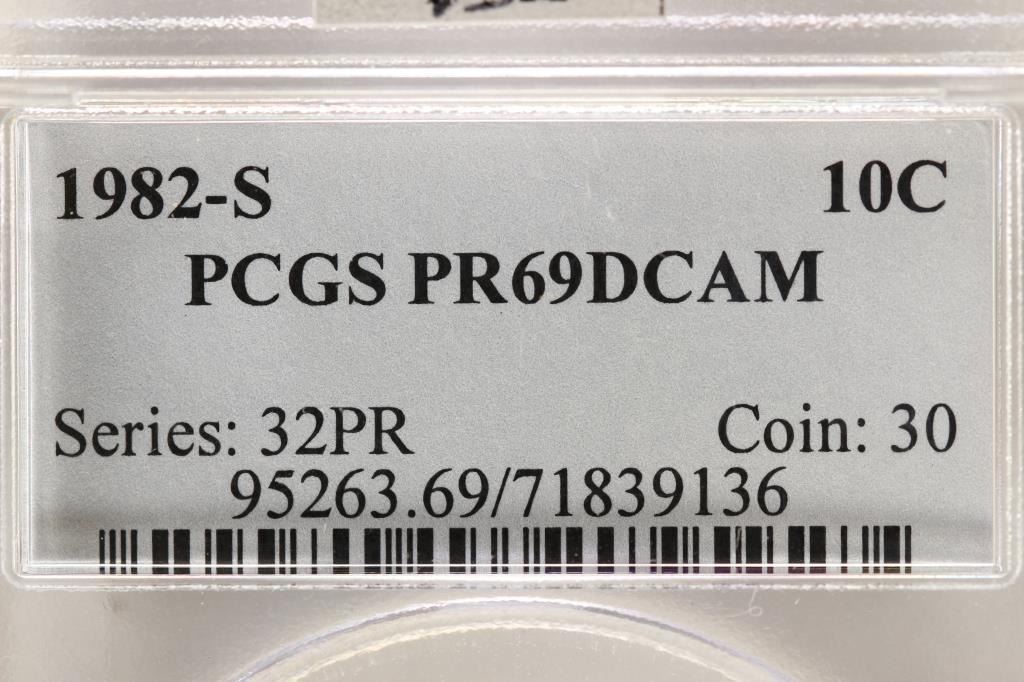 1982-S 10C
PCGS PR69DCAM
Series: 32PR Coin: 30
95263.69/71839136